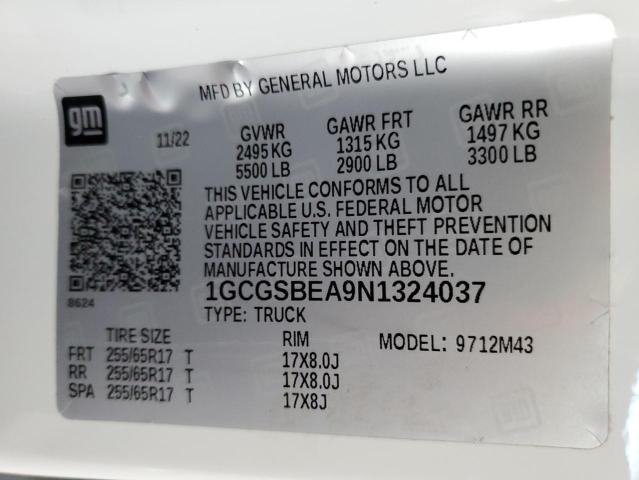 MFD BY GENERAL MOTORS LLC
gm
11/22
GVWR GAWR FRT GAWR RR
2495 KG 1315 KG 1497 KG
5500 LB 2900 LB 3300 LB
THIS VEHICLE CONFORMS TO ALL
APPLICABLE U.S. FEDERAL MOTOR
VEHICLE SAFETY AND THEFT PREVENTION
STANDARDS IN EFFECT ON THE DATE OF
MANUFACTURE SHOWN ABOVE.
8624
1GCGSBEA9N1324037
TYPE: TRUCK
TIRE SIZE RIM MODEL: 9712M43
FRT 255/65R17 T 17X8.0J
RR 255/65R17 T 17X8.0J
SPA 255/65R17 T 17X8J